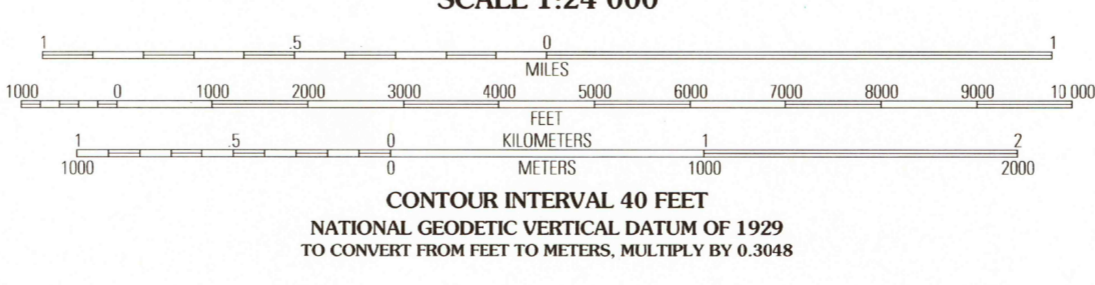 SCALE 1:24 000
1 .5 0 1
MILES
1000 0 1000 2000 3000 4000 5000 6000 7000 8000 9000 10 000
FEET
1 .5 0 KILOMETERS 1 2
1000 0 METERS 1000 2000
CONTOUR INTERVAL 40 FEET
NATIONAL GEODETIC VERTICAL DATUM OF 1929
TO CONVERT FROM FEET TO METERS, MULTIPLY BY 0.3048